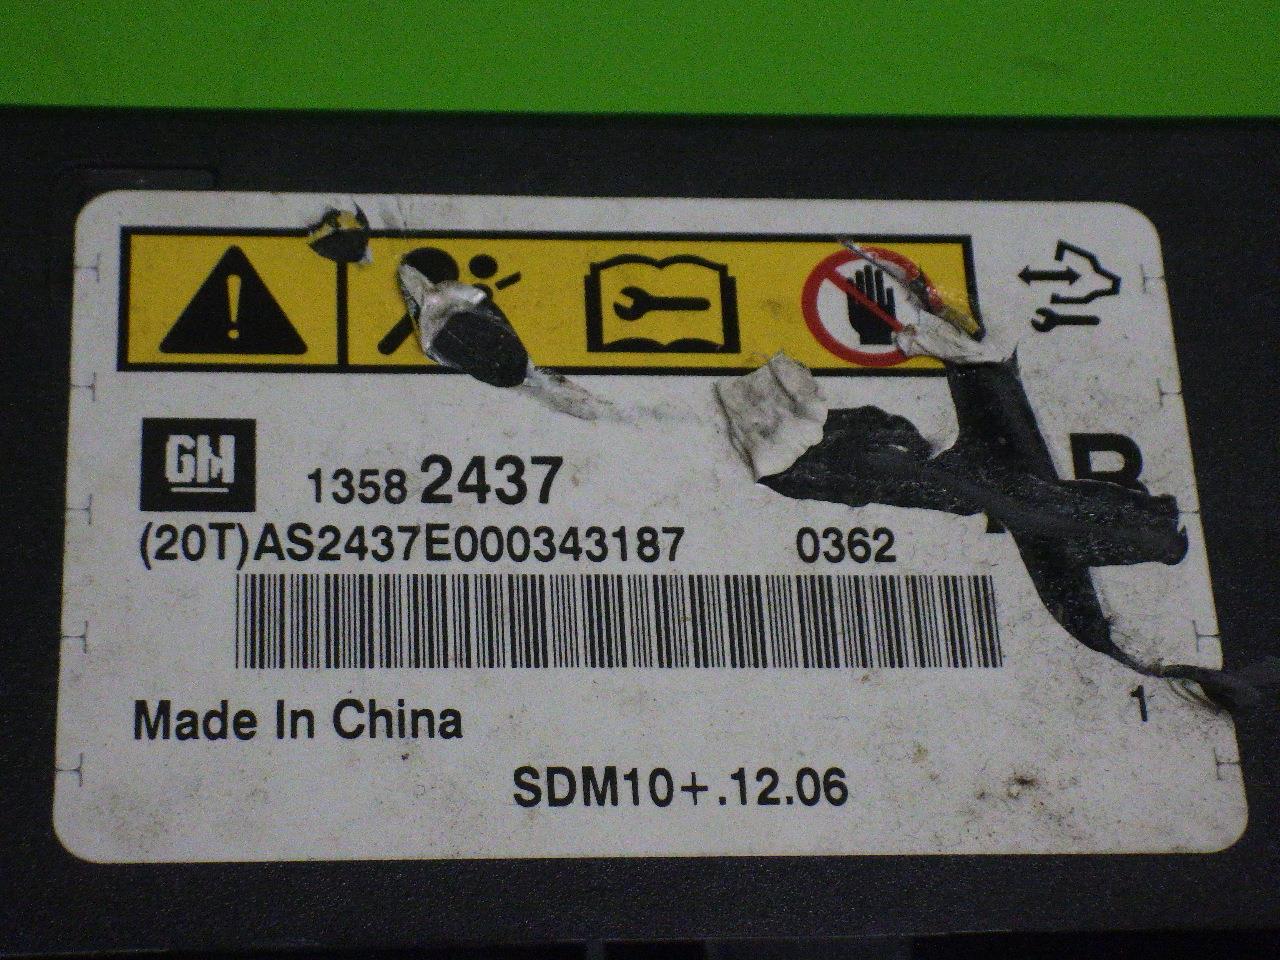 GM
1358 2437
(20T)AS2437E000343187 0362
Made In China
1
SDM10+.12.06